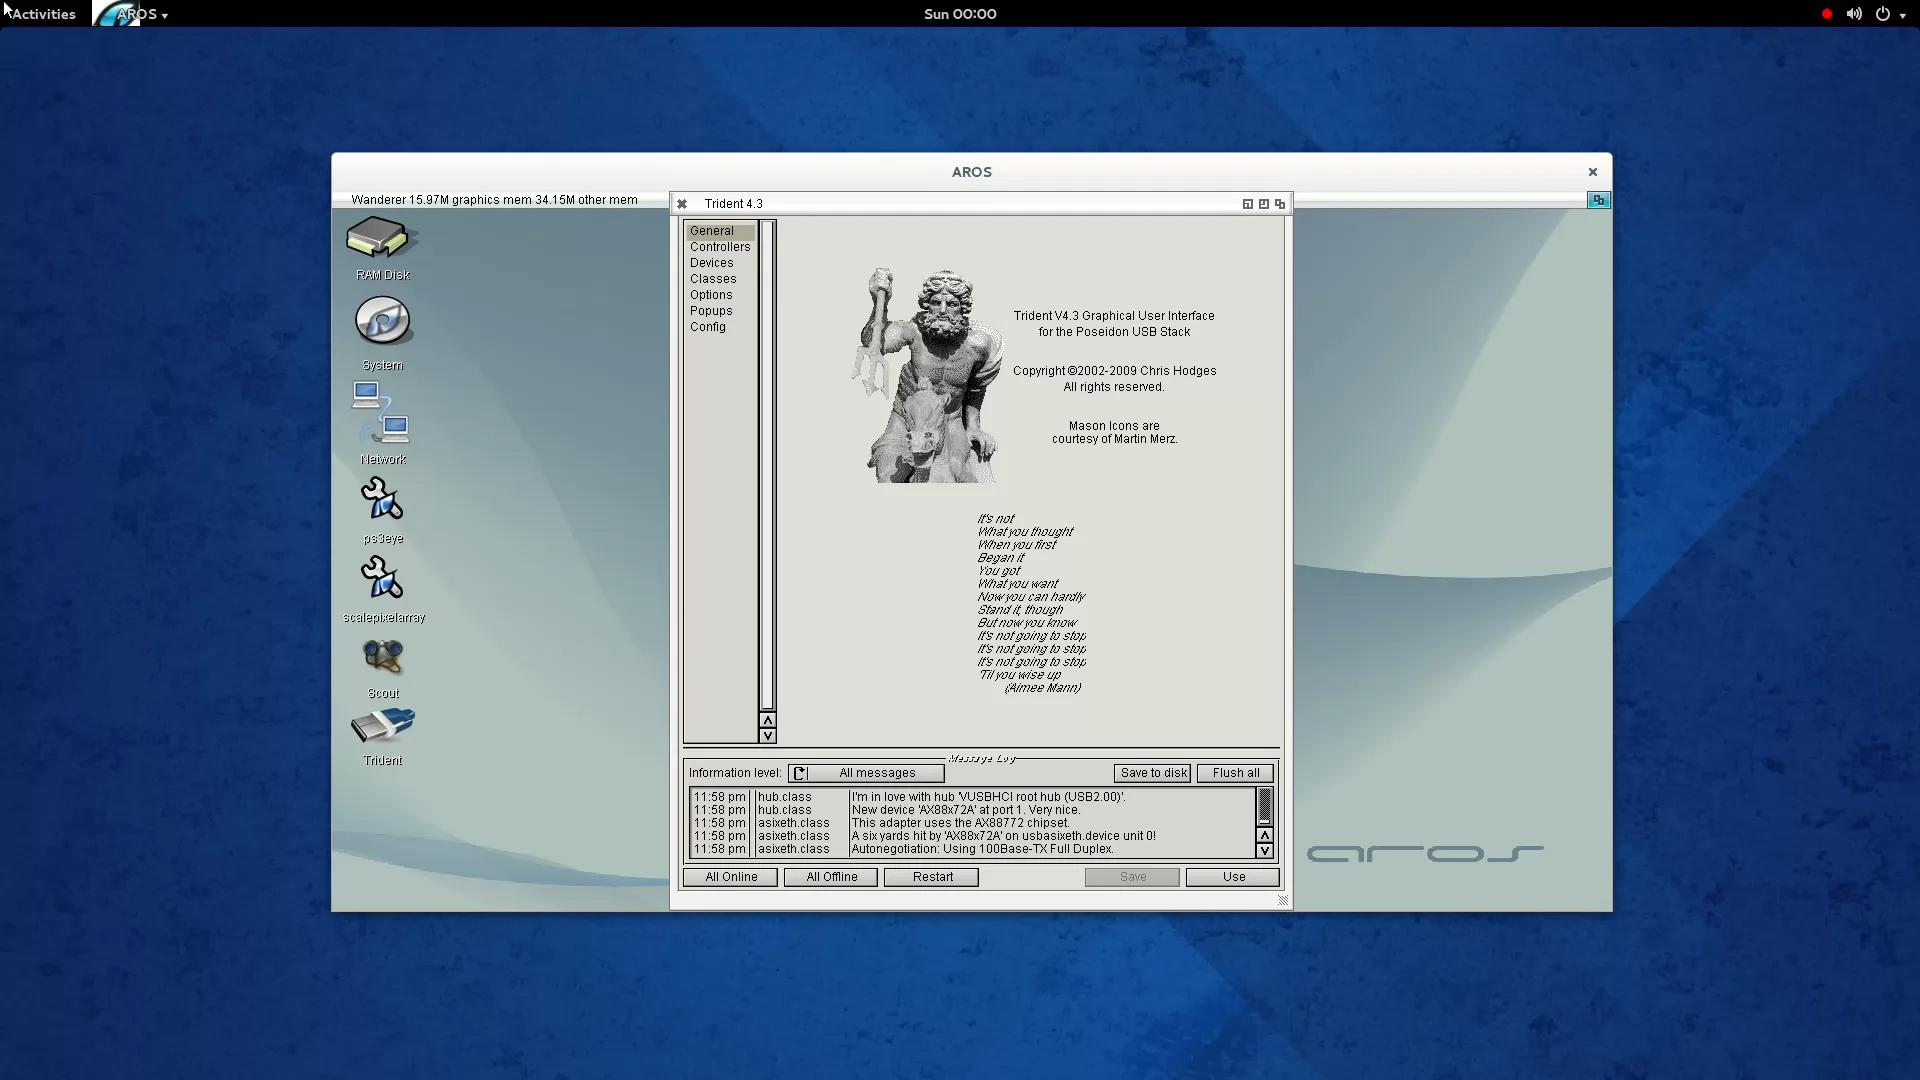 Activities
AROS
Sun 00:00
AROS
Wanderer 15.97M graphics mem 34.15M other mem
RAM Disk
System
Network
ps3eye
scalepixelarray
Scout
Trident
Trident 4.3
General
Controllers
Devices
Classes
Options
Popups
Config
Trident V4.3 Graphical User Interface
for the Poseidon USB Stack
Copyright ©2002-2009 Chris Hodges
All rights reserved.
Mason Icons are
courtesy of Martin Merz.
It's not
What you thought
When you first
Began it
You got
What you want
Now you can hardly
Stand it, though
But now you know
It's not going to stop
It's not going to stop
It's not going to stop
'Til you wise up
(Aimee Mann)
Message Log
Information level: All messages Save to disk Flush all
11:58 pm hub.class I'm in love with hub 'VUSBHCI root hub (USB2.00)'.
11:58 pm hub.class New device 'AX88x72A' at port 1. Very nice.
11:58 pm asixeth.class This adapter uses the AX88772 chipset.
11:58 pm asixeth.class A six yards hit by 'AX88x72A' on usbasixeth.device unit 0!
11:58 pm asixeth.class Autonegotiation: Using 100Base-TX Full Duplex.
All Online All Offline Restart Save Use
aros